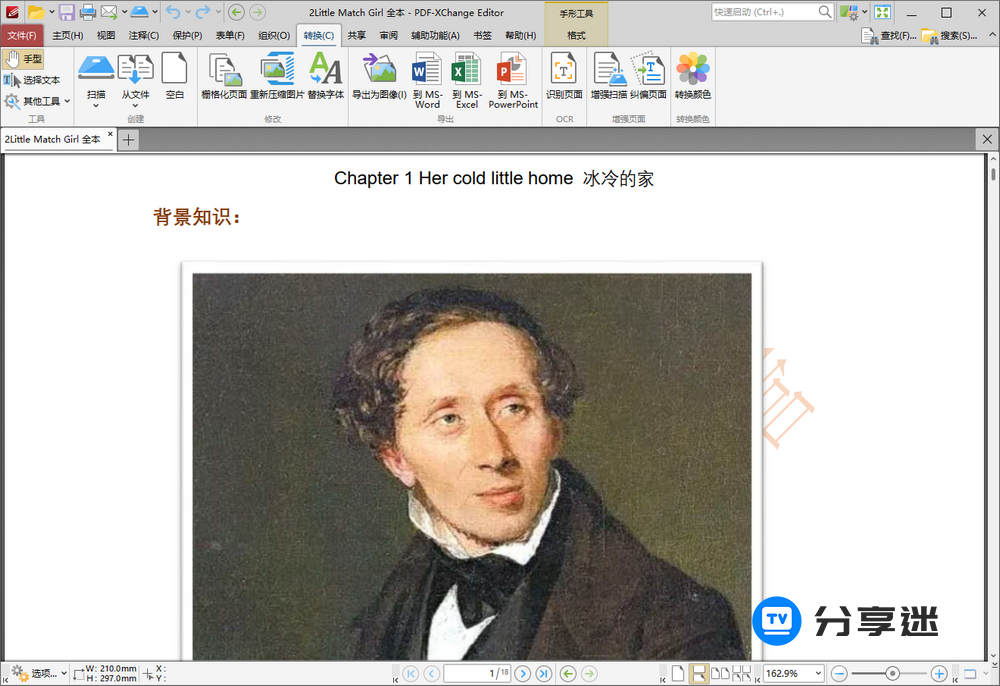 2Little Match Girl 全本 - PDF-XChange Editor
手形工具
快速启动 (Ctrl+.)
文件(F) 主页(H) 视图 注释(C) 保护(P) 表单(F) 组织(O) 转换(C) 共享 审阅 辅助功能(A) 书签 帮助(H) 格式 查找(F)... 搜索(S)...
手型
选择文本
其他工具
工具
扫描 从文件 空白
创建
栅格化页面 重新压缩图片 替换字体
修改
导出为图像(I) 到 MS-Word 到 MS-Excel 到 MS-PowerPoint
导出
识别页面
OCR
增强扫描 纠偏页面
增强页面
转换颜色
转换颜色
2Little Match Girl 全本
Chapter 1 Her cold little home 冰冷的家
背景知识：
TV 分享迷
选项... W: 210.0mm X:
H: 297.0mm Y:
1 / 18
162.9%